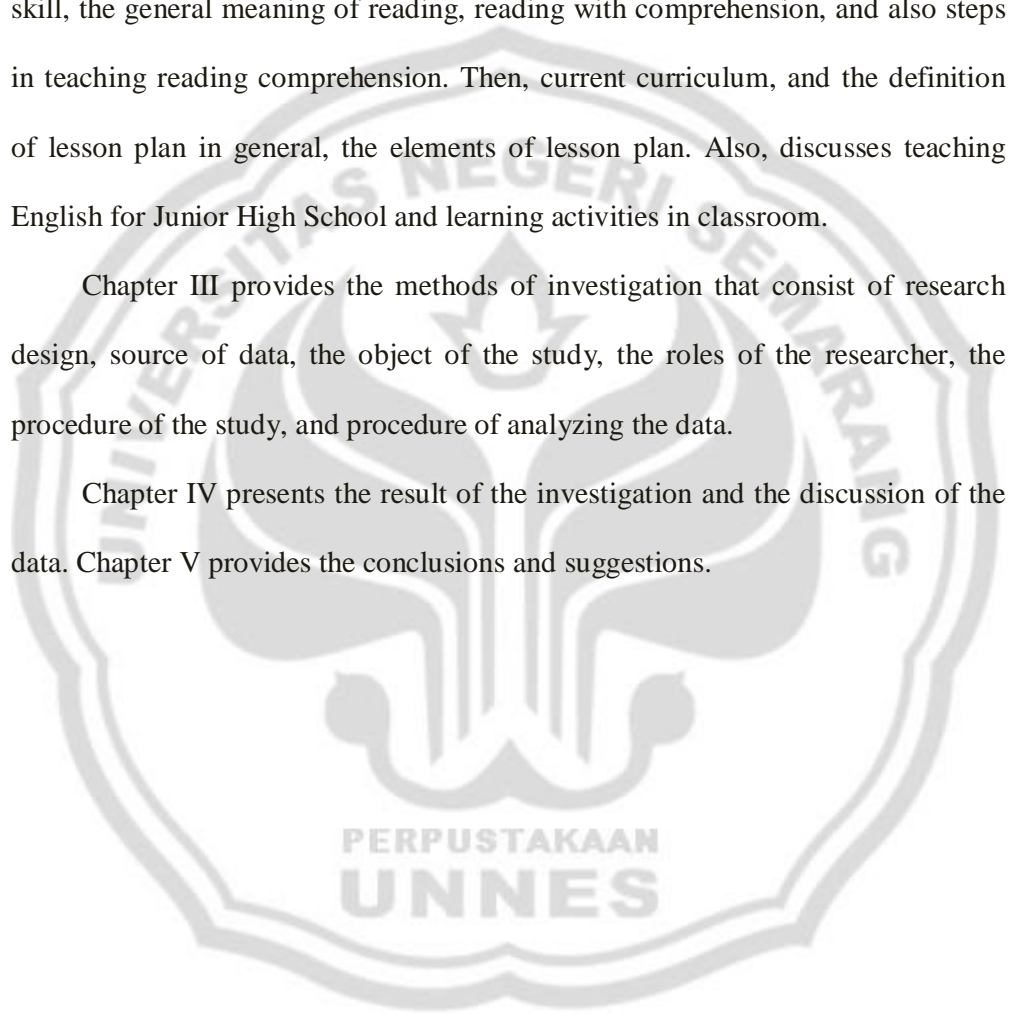 skill, the general meaning of reading, reading with comprehension, and also steps
in teaching reading comprehension. Then, current curriculum, and the definition
of lesson plan in general, the elements of lesson plan. Also, discusses teaching
English for Junior High School and learning activities in classroom.
Chapter III provides the methods of investigation that consist of research
design, source of data, the object of the study, the roles of the researcher, the
procedure of the study, and procedure of analyzing the data.
Chapter IV presents the result of the investigation and the discussion of the
data. Chapter V provides the conclusions and suggestions.
UNIVERSITAS NEGERI SEMARANG
PERPUSTAKAAN
UNNES